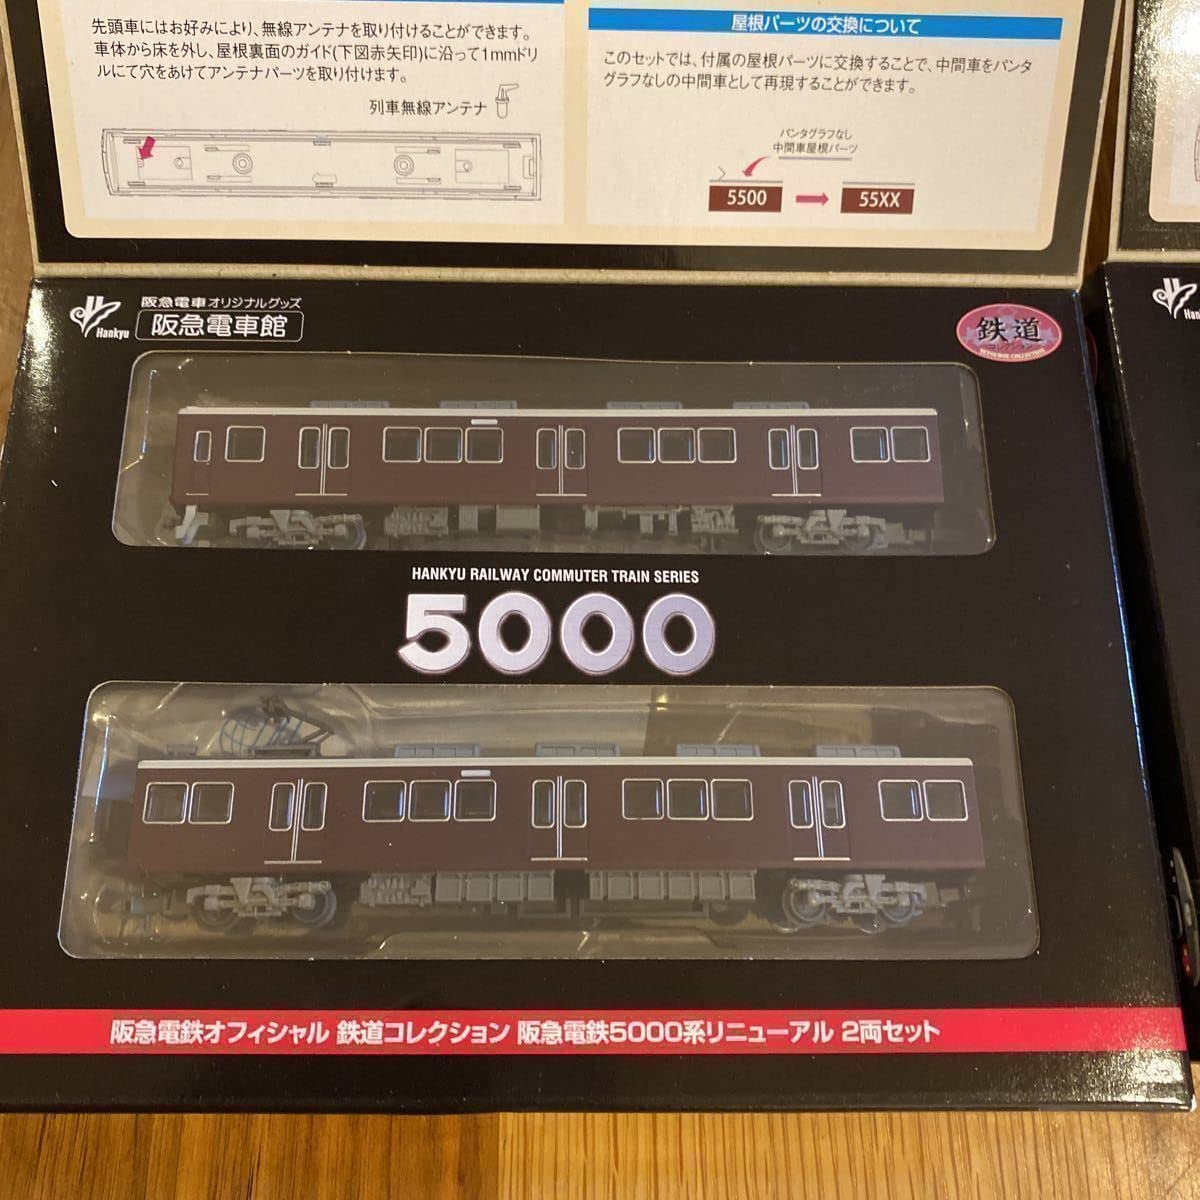 先頭車にはお好みにより、無線アンテナを取り付けることができます。
車体から床を外し、屋根裏面のガイド(下図赤矢印)に沿って1mmドリ
ルにて穴をあけてアンテナパーツを取り付けます。
列車無線アンテナ
屋根パーツの交換について
このセットでは、付属の屋根パーツに交換することで、中間車をパンタ
グラフなしの中間車として再現することができます。
パンタグラフなし
中間車屋根パーツ
5500
55XX
Hankyu
阪急電車オリジナルグッズ
阪急電車館
鉄道
コレクション
TETSUDOU COLLECTION
HANKYU RAILWAY COMMUTER TRAIN SERIES
5000
阪急電鉄オフィシャル 鉄道コレクション 阪急電鉄5000系リニューアル 2両セット